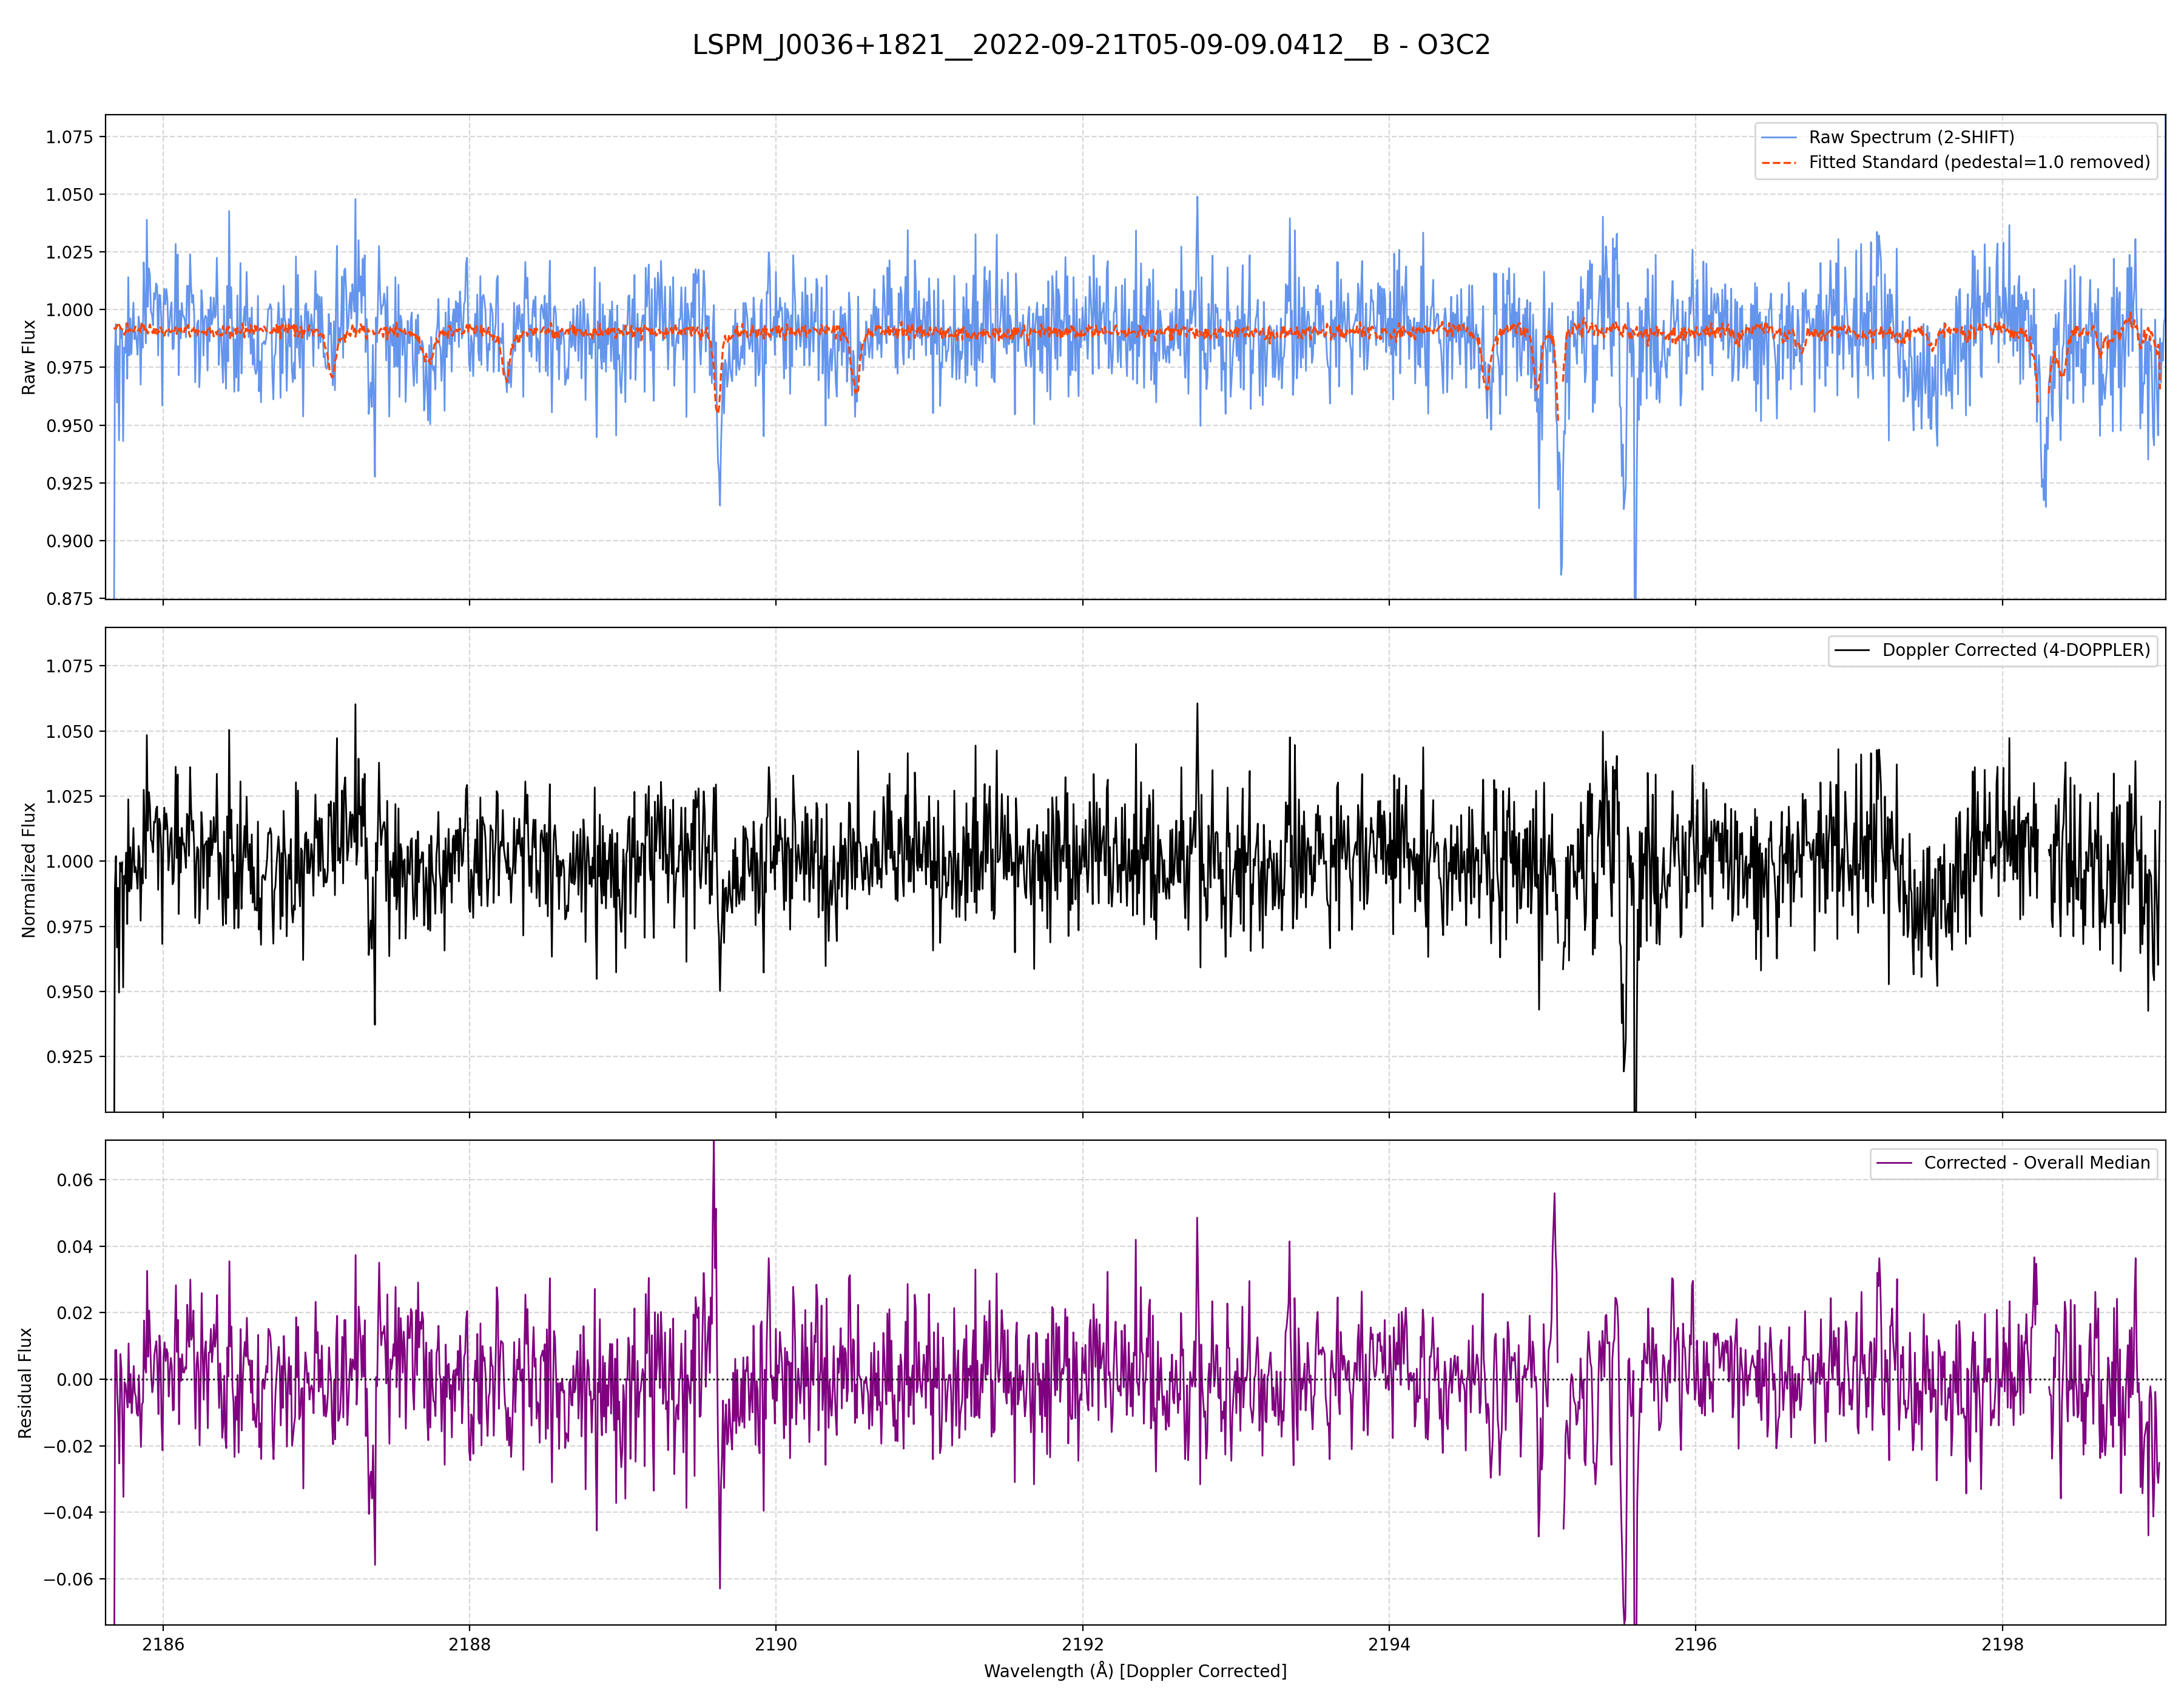 LSPM_J0036+1821__2022-09-21T05-09-09.0412__B - O3C2
Raw Flux
1.075
1.050
1.025
1.000
0.975
0.950
0.925
0.900
0.875
Raw Spectrum (2-SHIFT)
Fitted Standard (pedestal=1.0 removed)
Normalized Flux
1.075
1.050
1.025
1.000
0.975
0.950
0.925
Doppler Corrected (4-DOPPLER)
Residual Flux
0.06
0.04
0.02
0.00
−0.02
−0.04
−0.06
Corrected - Overall Median
2186 2188 2190 2192 2194 2196 2198
Wavelength (Å) [Doppler Corrected]